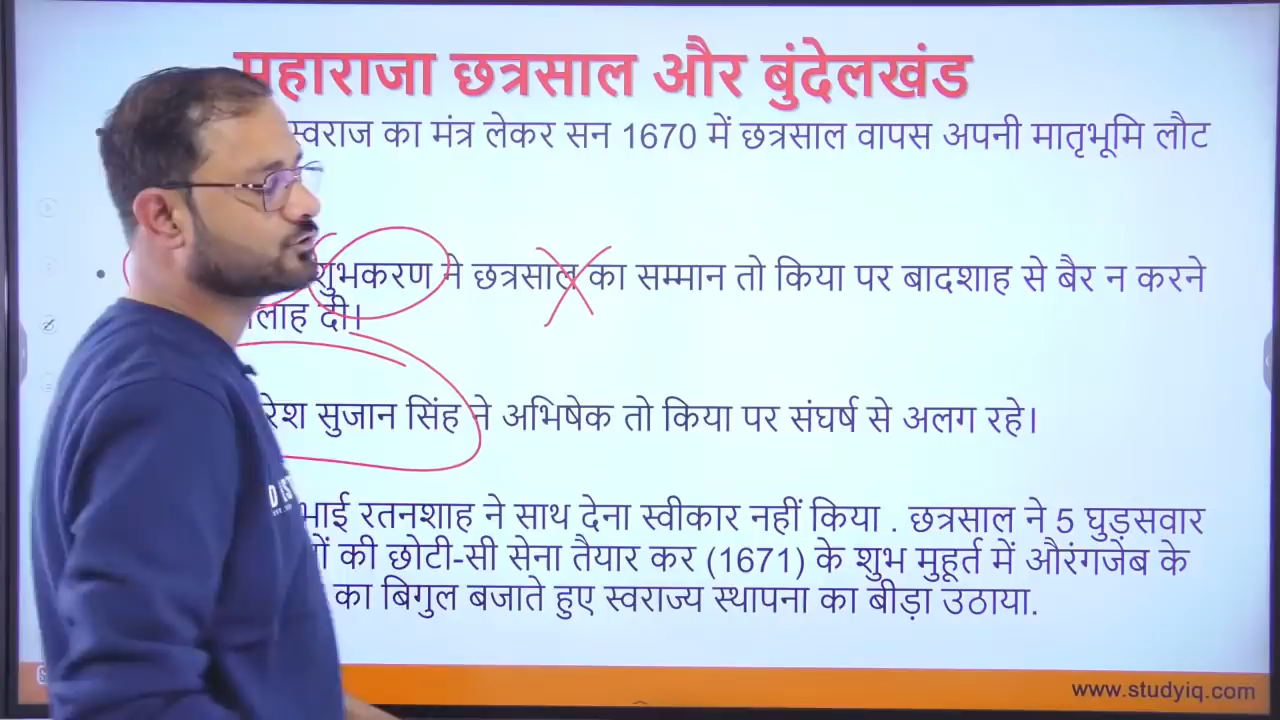 महाराजा छत्रसाल और बुंदेलखंड
स्वराज का मंत्र लेकर सन 1670 में छत्रसाल वापस अपनी मातृभूमि लौट
शुभकरण ने छत्रसाल का सम्मान तो किया पर बादशाह से बैर न करने
लाह दी।
रेश सुजान सिंह ने अभिषेक तो किया पर संघर्ष से अलग रहे।
भाई रतनशाह ने साथ देना स्वीकार नहीं किया . छत्रसाल ने 5 घुड़सवार
की छोटी-सी सेना तैयार कर (1671) के शुभ मुहूर्त में औरंगजेब के
का बिगुल बजाते हुए स्वराज्य स्थापना का बीड़ा उठाया.
www.studyiq.com